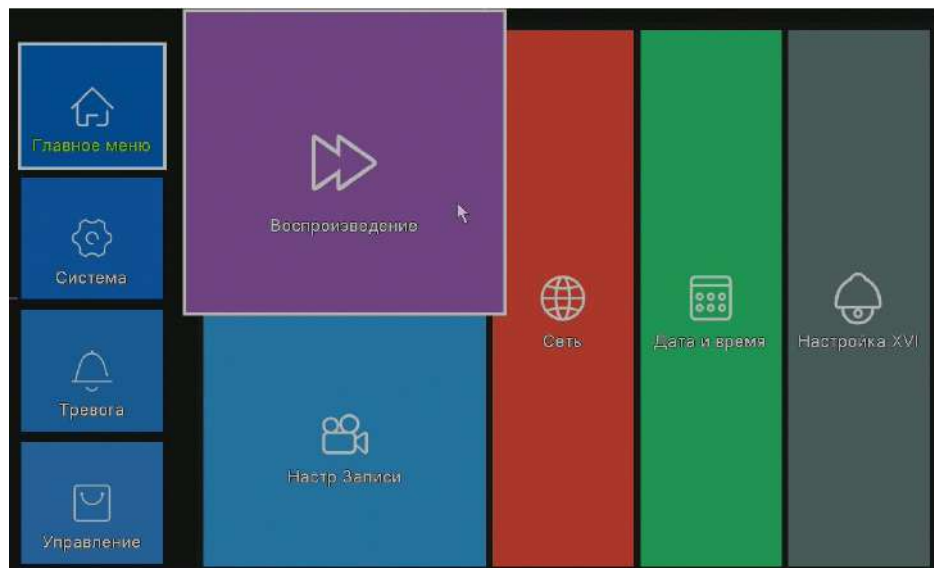 Главное меню
Система
Тревога
Управление
Воспроизведение
Настр Записи
Сеть
Дата и время
Настройка XVI